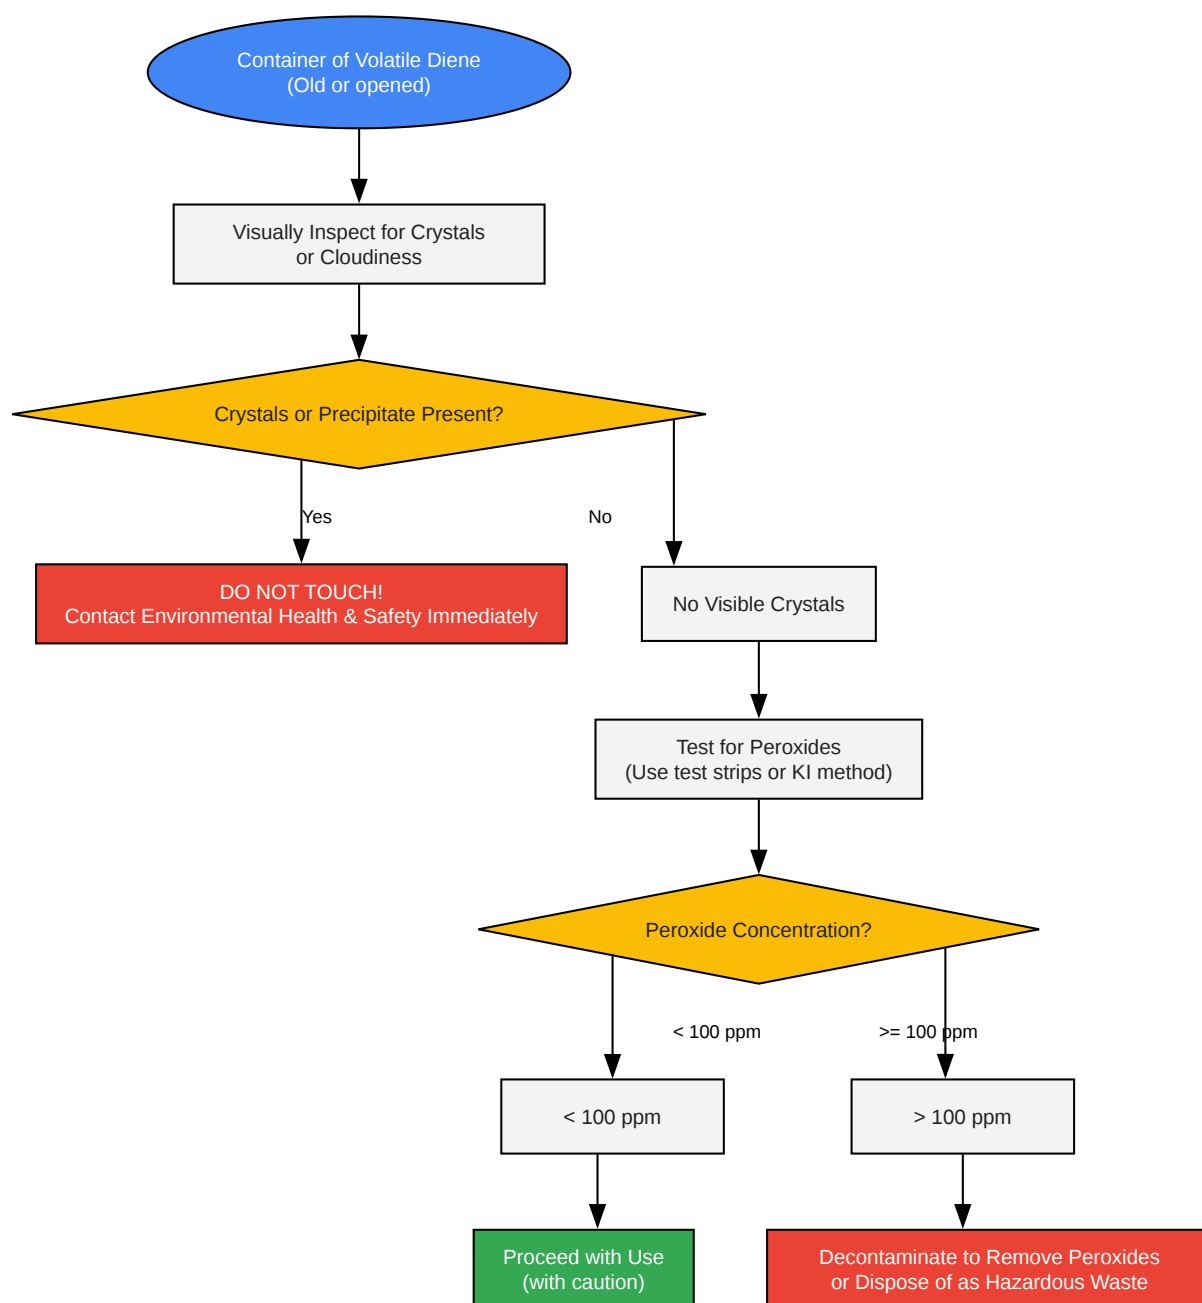 Container of Volatile Diene
(Old or opened)
Visually Inspect for Crystals
or Cloudiness
Crystals or Precipitate Present?
Yes
No
DO NOT TOUCH!
Contact Environmental Health & Safety Immediately
No Visible Crystals
Test for Peroxides
(Use test strips or KI method)
Peroxide Concentration?
< 100 ppm
>= 100 ppm
< 100 ppm
> 100 ppm
Proceed with Use
(with caution)
Decontaminate to Remove Peroxides
or Dispose of as Hazardous Waste